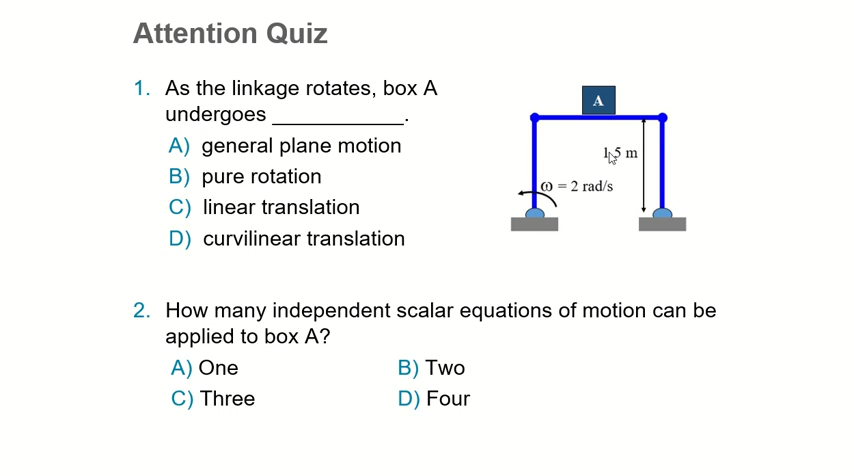 Attention Quiz
1. As the linkage rotates, box A
undergoes ___________.
A) general plane motion
B) pure rotation
C) linear translation
D) curvilinear translation
A
1.5 m
ω = 2 rad/s
2. How many independent scalar equations of motion can be
applied to box A?
A) One B) Two
C) Three D) Four